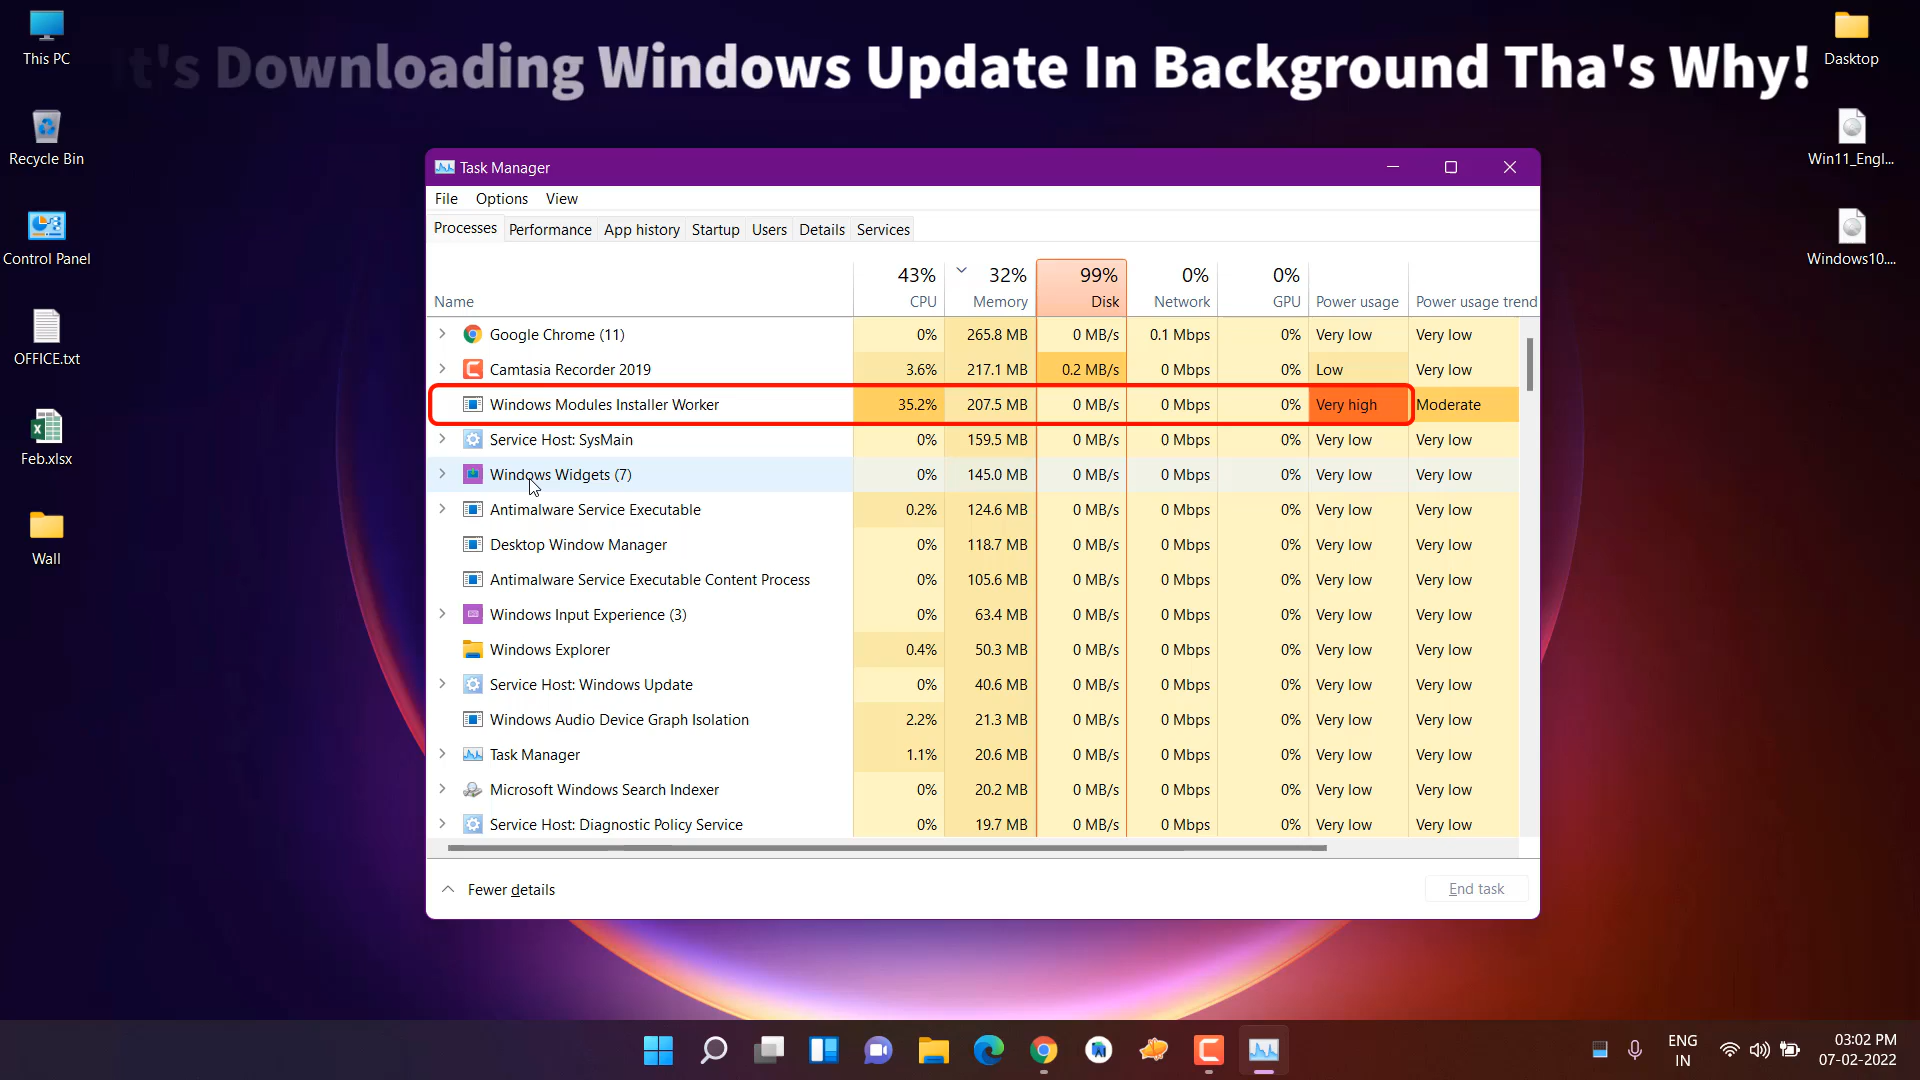 It's Downloading Windows Update In Background Tha's Why!
This PC
Recycle Bin
Control Panel
OFFICE.txt
Feb.xlsx
Wall
Dasktop
Win11_Engl...
Windows10....
Task Manager
File Options View
Processes Performance App history Startup Users Details Services
43% 32% 99% 0% 0%
Name CPU Memory Disk Network GPU Power usage Power usage trend
Google Chrome (11) 0% 265.8 MB 0 MB/s 0.1 Mbps 0% Very low Very low
Camtasia Recorder 2019 3.6% 217.1 MB 0.2 MB/s 0 Mbps 0% Low Very low
Windows Modules Installer Worker 35.2% 207.5 MB 0 MB/s 0 Mbps 0% Very high Moderate
Service Host: SysMain 0% 159.5 MB 0 MB/s 0 Mbps 0% Very low Very low
Windows Widgets (7) 0% 145.0 MB 0 MB/s 0 Mbps 0% Very low Very low
Antimalware Service Executable 0.2% 124.6 MB 0 MB/s 0 Mbps 0% Very low Very low
Desktop Window Manager 0% 118.7 MB 0 MB/s 0 Mbps 0% Very low Very low
Antimalware Service Executable Content Process 0% 105.6 MB 0 MB/s 0 Mbps 0% Very low Very low
Windows Input Experience (3) 0% 63.4 MB 0 MB/s 0 Mbps 0% Very low Very low
Windows Explorer 0.4% 50.3 MB 0 MB/s 0 Mbps 0% Very low Very low
Service Host: Windows Update 0% 40.6 MB 0 MB/s 0 Mbps 0% Very low Very low
Windows Audio Device Graph Isolation 2.2% 21.3 MB 0 MB/s 0 Mbps 0% Very low Very low
Task Manager 1.1% 20.6 MB 0 MB/s 0 Mbps 0% Very low Very low
Microsoft Windows Search Indexer 0% 20.2 MB 0 MB/s 0 Mbps 0% Very low Very low
Service Host: Diagnostic Policy Service 0% 19.7 MB 0 MB/s 0 Mbps 0% Very low Very low
Fewer details
End task
ENG
IN
03:02 PM
07-02-2022